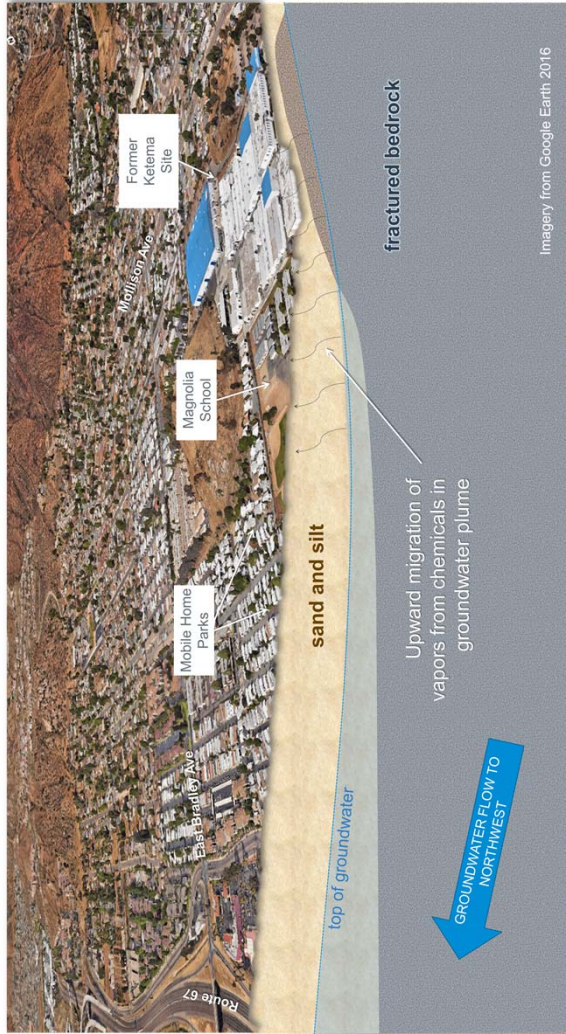 Former
Ketema
Site
Mollison Ave
Magnolia
School
Mobile Home
Parks
East Bradley Ave
Route 67
sand and silt
top of groundwater
fractured bedrock
Upward migration of
vapors from chemicals in
groundwater plume
GROUNDWATER FLOW TO
NORTHWEST
Imagery from Google Earth 2016